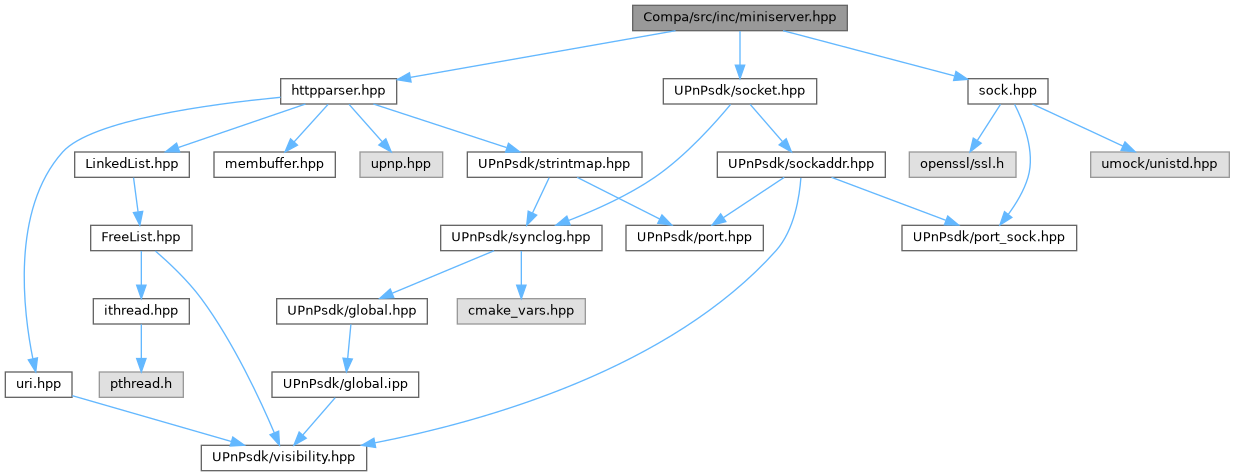 Compa/src/inc/miniserver.hpp
httpparser.hpp
UPnPsdk/socket.hpp
sock.hpp
LinkedList.hpp
membuffer.hpp
upnp.hpp
UPnPsdk/strintmap.hpp
UPnPsdk/sockaddr.hpp
openssl/ssl.h
umock/unistd.hpp
FreeList.hpp
UPnPsdk/synclog.hpp
UPnPsdk/port.hpp
UPnPsdk/port_sock.hpp
ithread.hpp
UPnPsdk/global.hpp
cmake_vars.hpp
uri.hpp
pthread.h
UPnPsdk/global.ipp
UPnPsdk/visibility.hpp